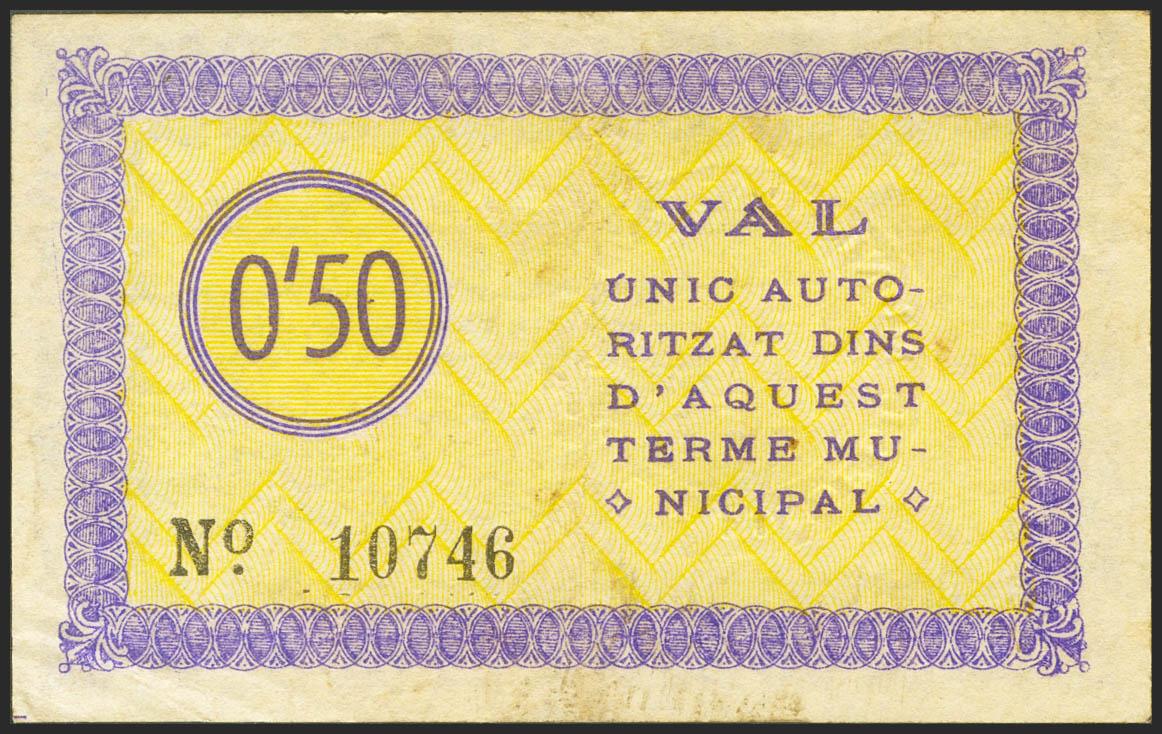 0'50
VAL
ÚNIC AUTO-
RITZAT DINS
D'AQUEST
TERME MU-
NICIPAL
Nº 10746